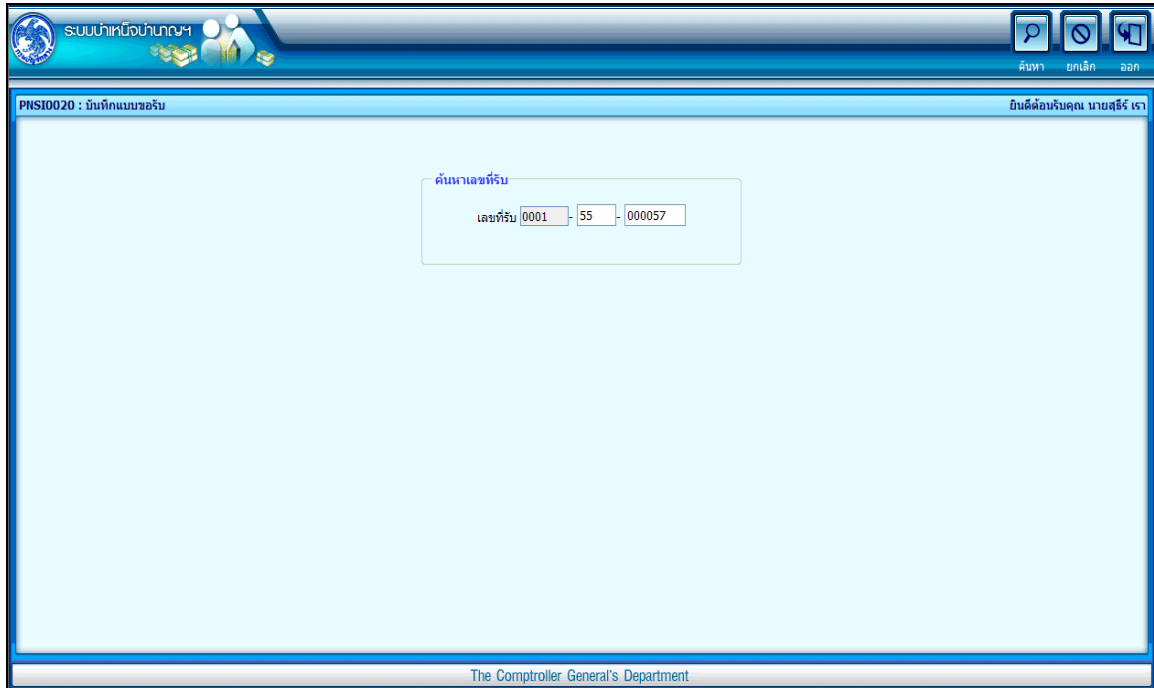 ระบบบำเหน็จบำนาญฯ
ค้นหา ยกเลิก ออก
PNSI0020 : บันทึกแบบขอรับ ยินดีต้อนรับคุณ นายสุธีร์ เรา
ค้นหาเลขที่รับ
เลขที่รับ 0001 - 55 - 000057
The Comptroller General's Department